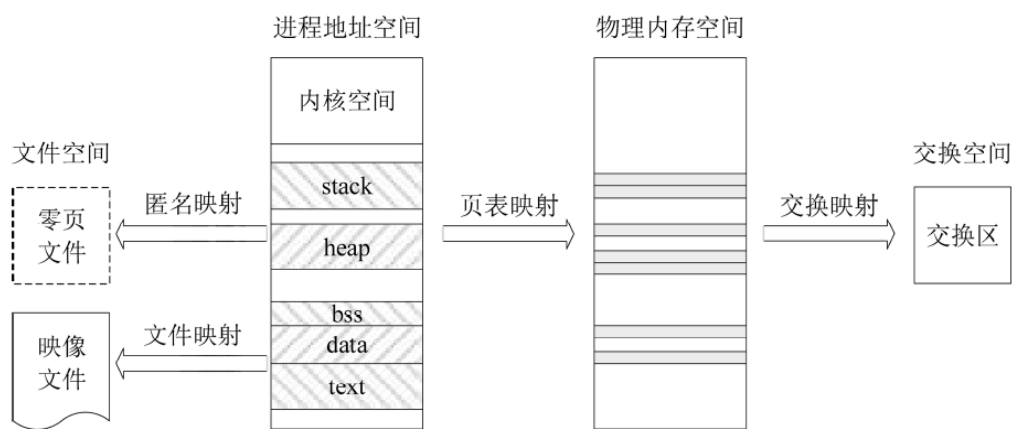 进程地址空间
物理内存空间
内核空间
文件空间
交换空间
stack
零页
文件
匿名映射
页表映射
交换映射
交换区
heap
bss
文件映射
data
映像
文件
text